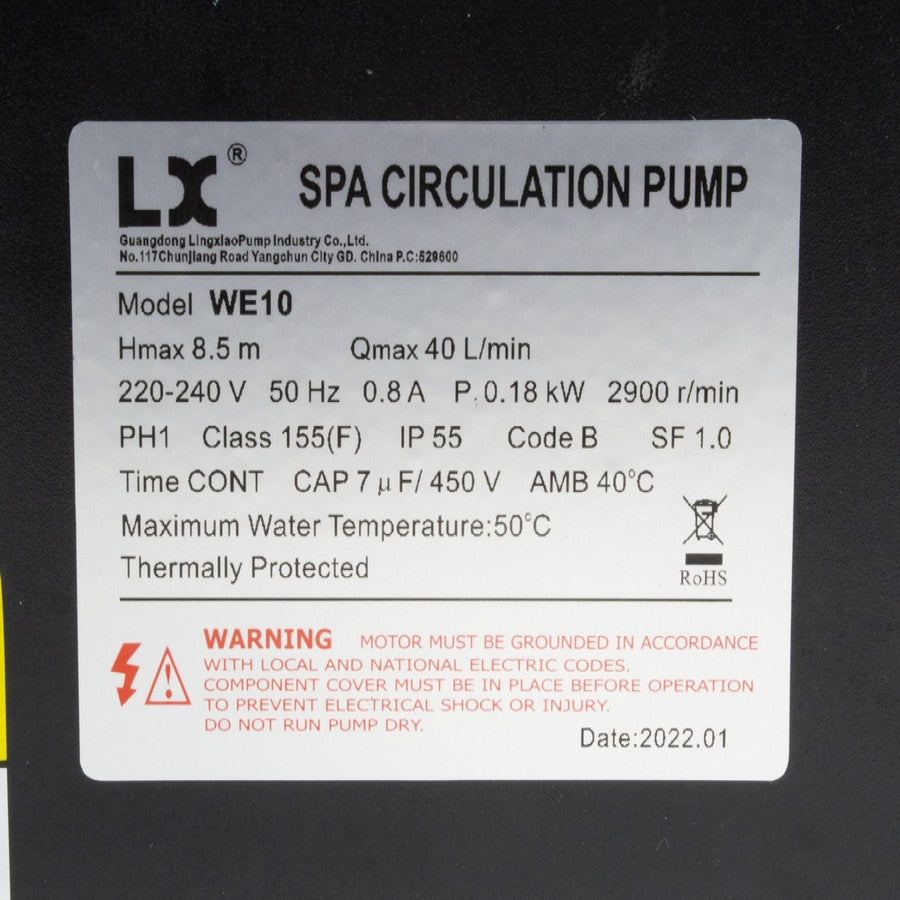 LX® SPA CIRCULATION PUMP
Guangdong LingxiaoPump Industry Co.,Ltd.
No.117Chunjiang Road Yangchun City GD. China P.C:529600
Model WE10
Hmax 8.5 m Qmax 40 L/min
220-240 V 50 Hz 0.8 A P. 0.18 kW 2900 r/min
PH1 Class 155(F) IP 55 Code B SF 1.0
Time CONT CAP 7 μF/ 450 V AMB 40°C
Maximum Water Temperature:50°C
Thermally Protected
RoHS
WARNING MOTOR MUST BE GROUNDED IN ACCORDANCE
WITH LOCAL AND NATIONAL ELECTRIC CODES.
COMPONENT COVER MUST BE IN PLACE BEFORE OPERATION
TO PREVENT ELECTRICAL SHOCK OR INJURY.
DO NOT RUN PUMP DRY.
Date:2022.01